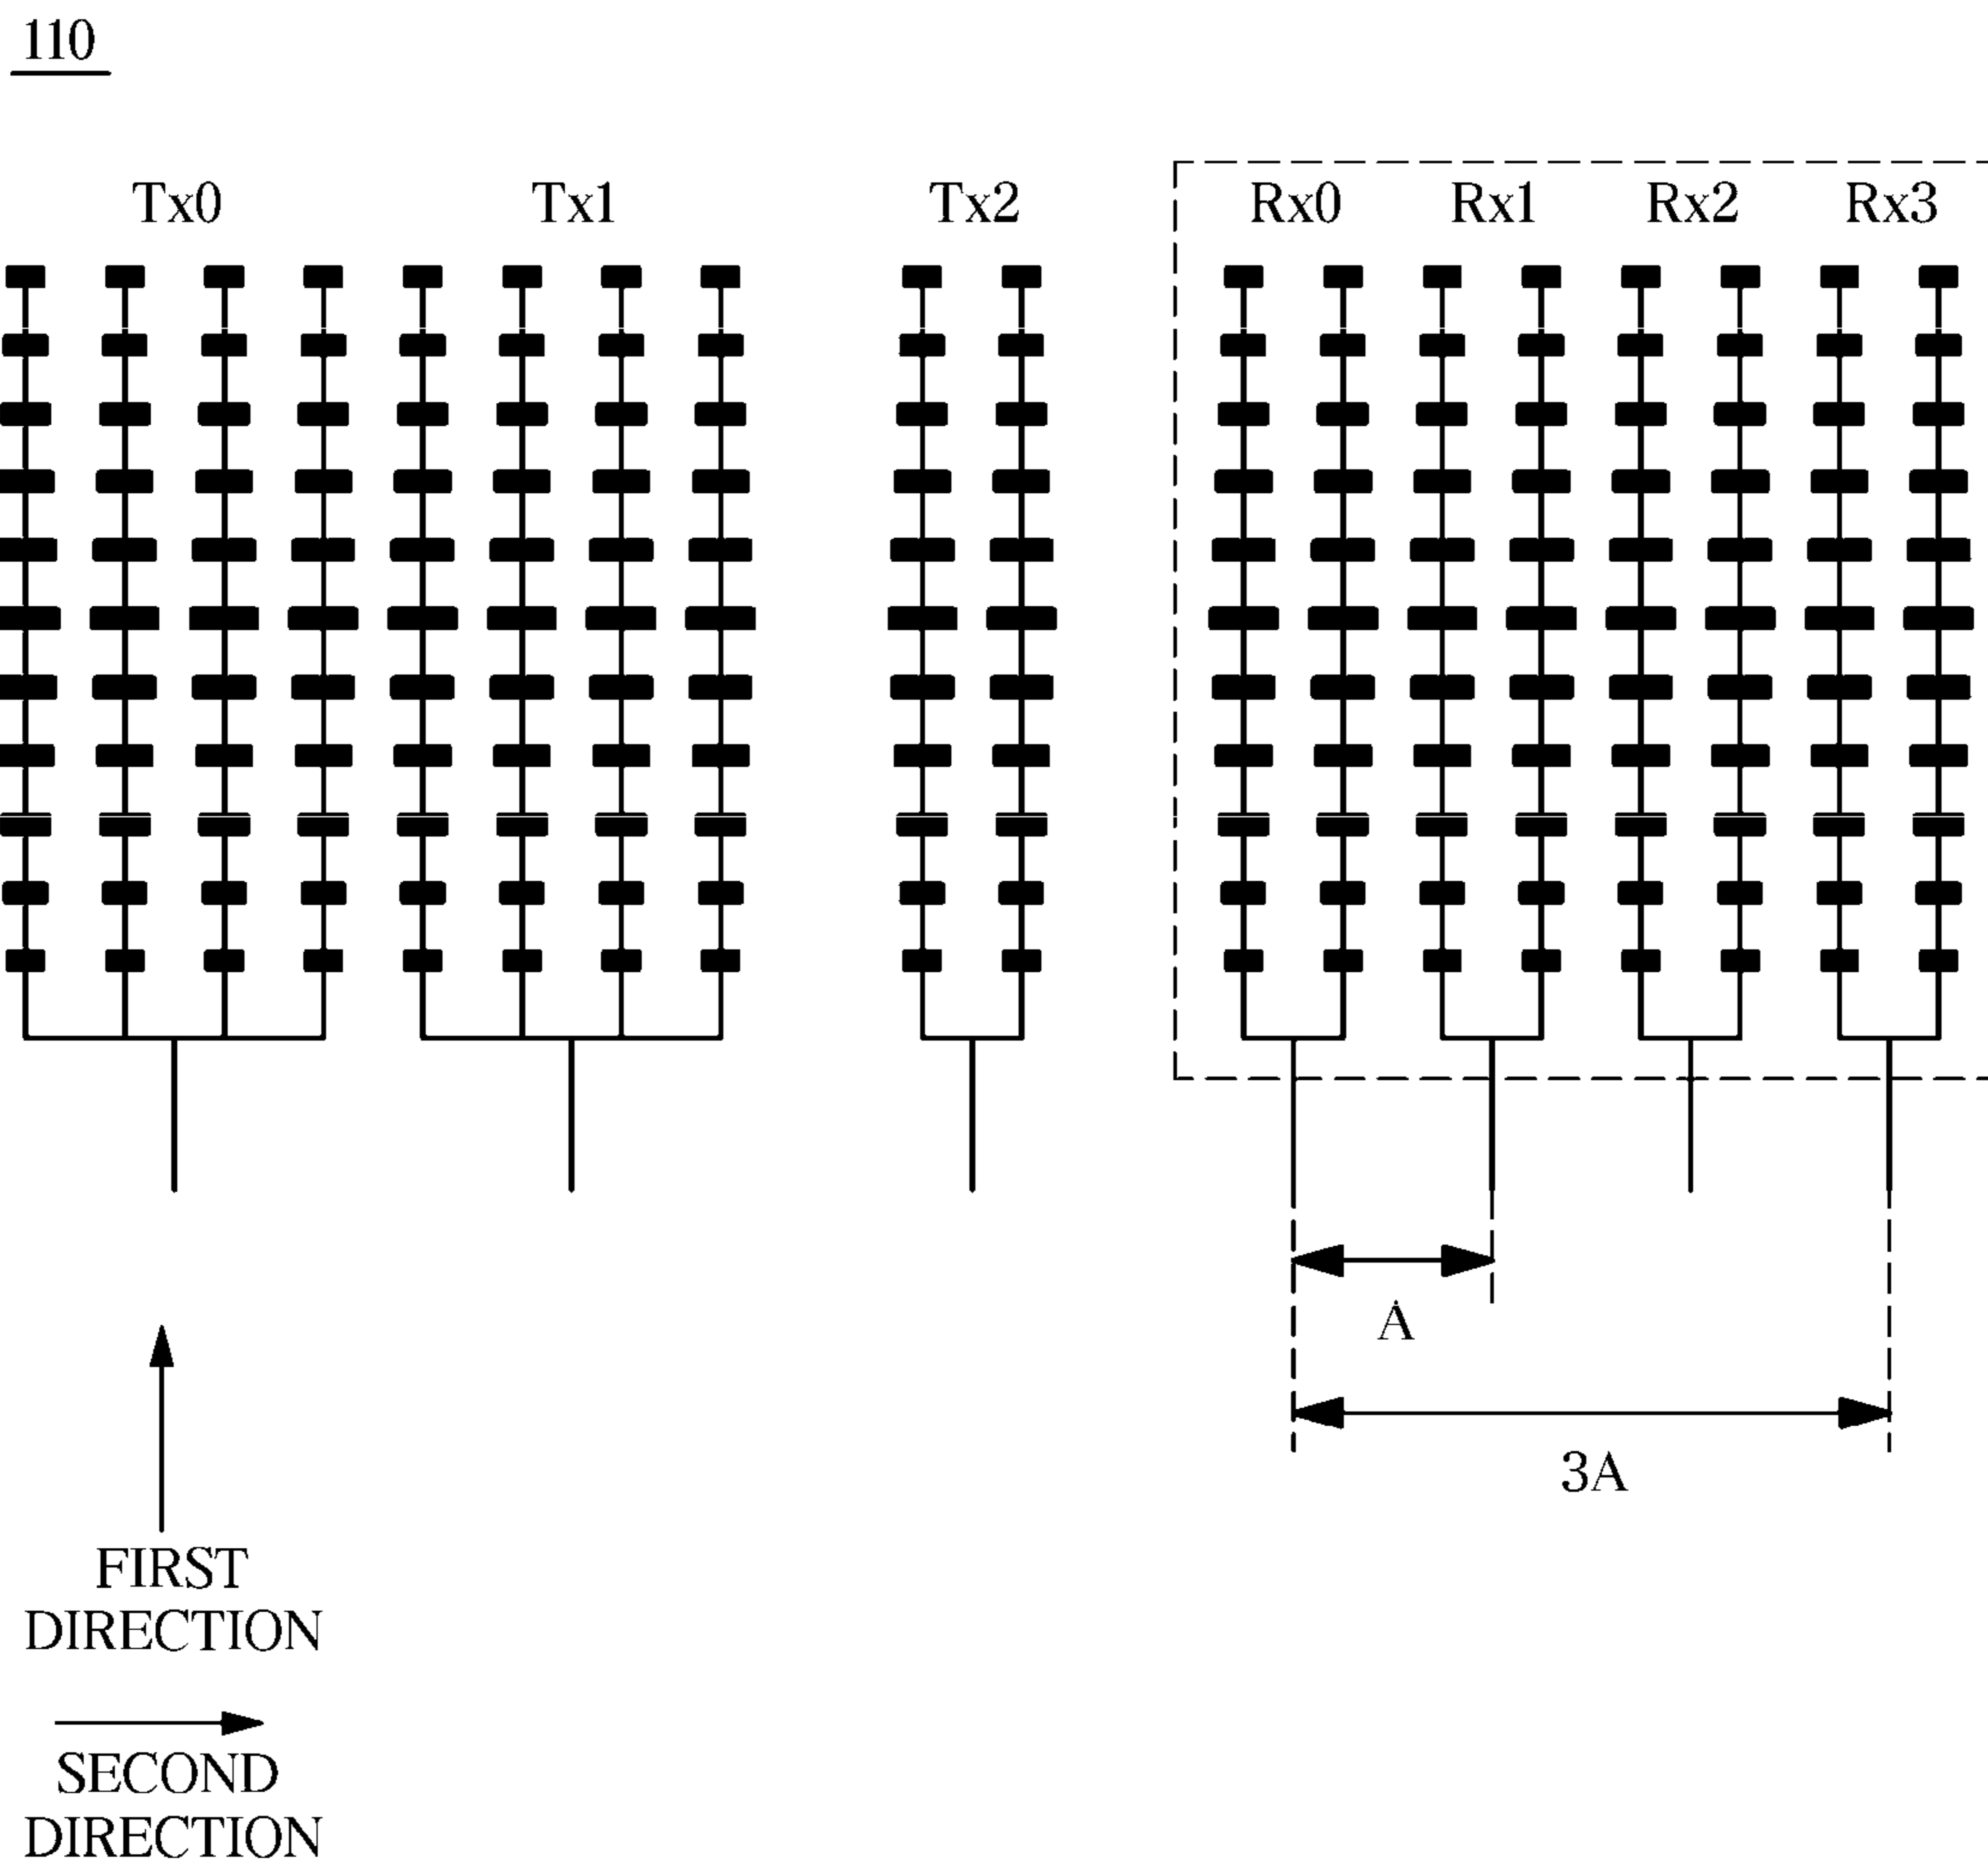 110
Tx0 Tx1 Tx2 Rx0 Rx1 Rx2 Rx3
A
3A
FIRST
DIRECTION
SECOND
DIRECTION